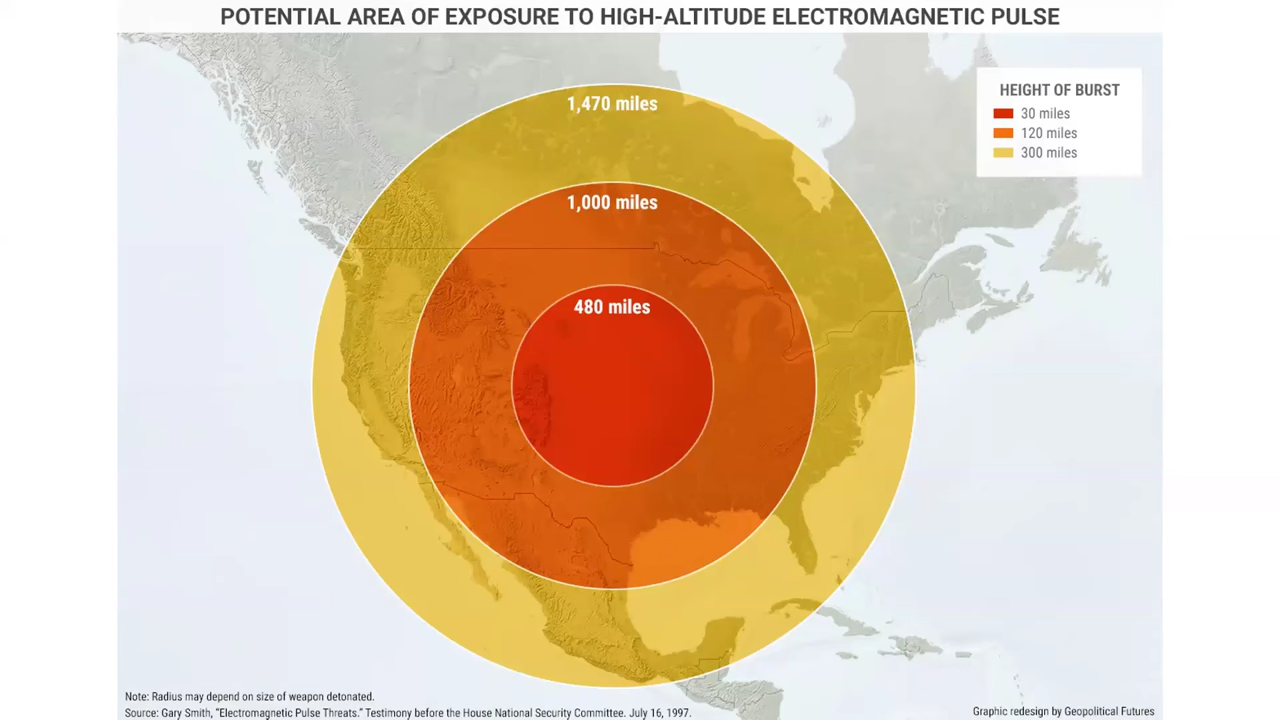 POTENTIAL AREA OF EXPOSURE TO HIGH-ALTITUDE ELECTROMAGNETIC PULSE
1,470 miles
HEIGHT OF BURST
30 miles
120 miles
300 miles
1,000 miles
480 miles
Note: Radius may depend on size of weapon detonated.
Source: Gary Smith, "Electromagnetic Pulse Threats." Testimony before the House National Security Committee. July 16, 1997.
Graphic redesign by Geopolitical Futures